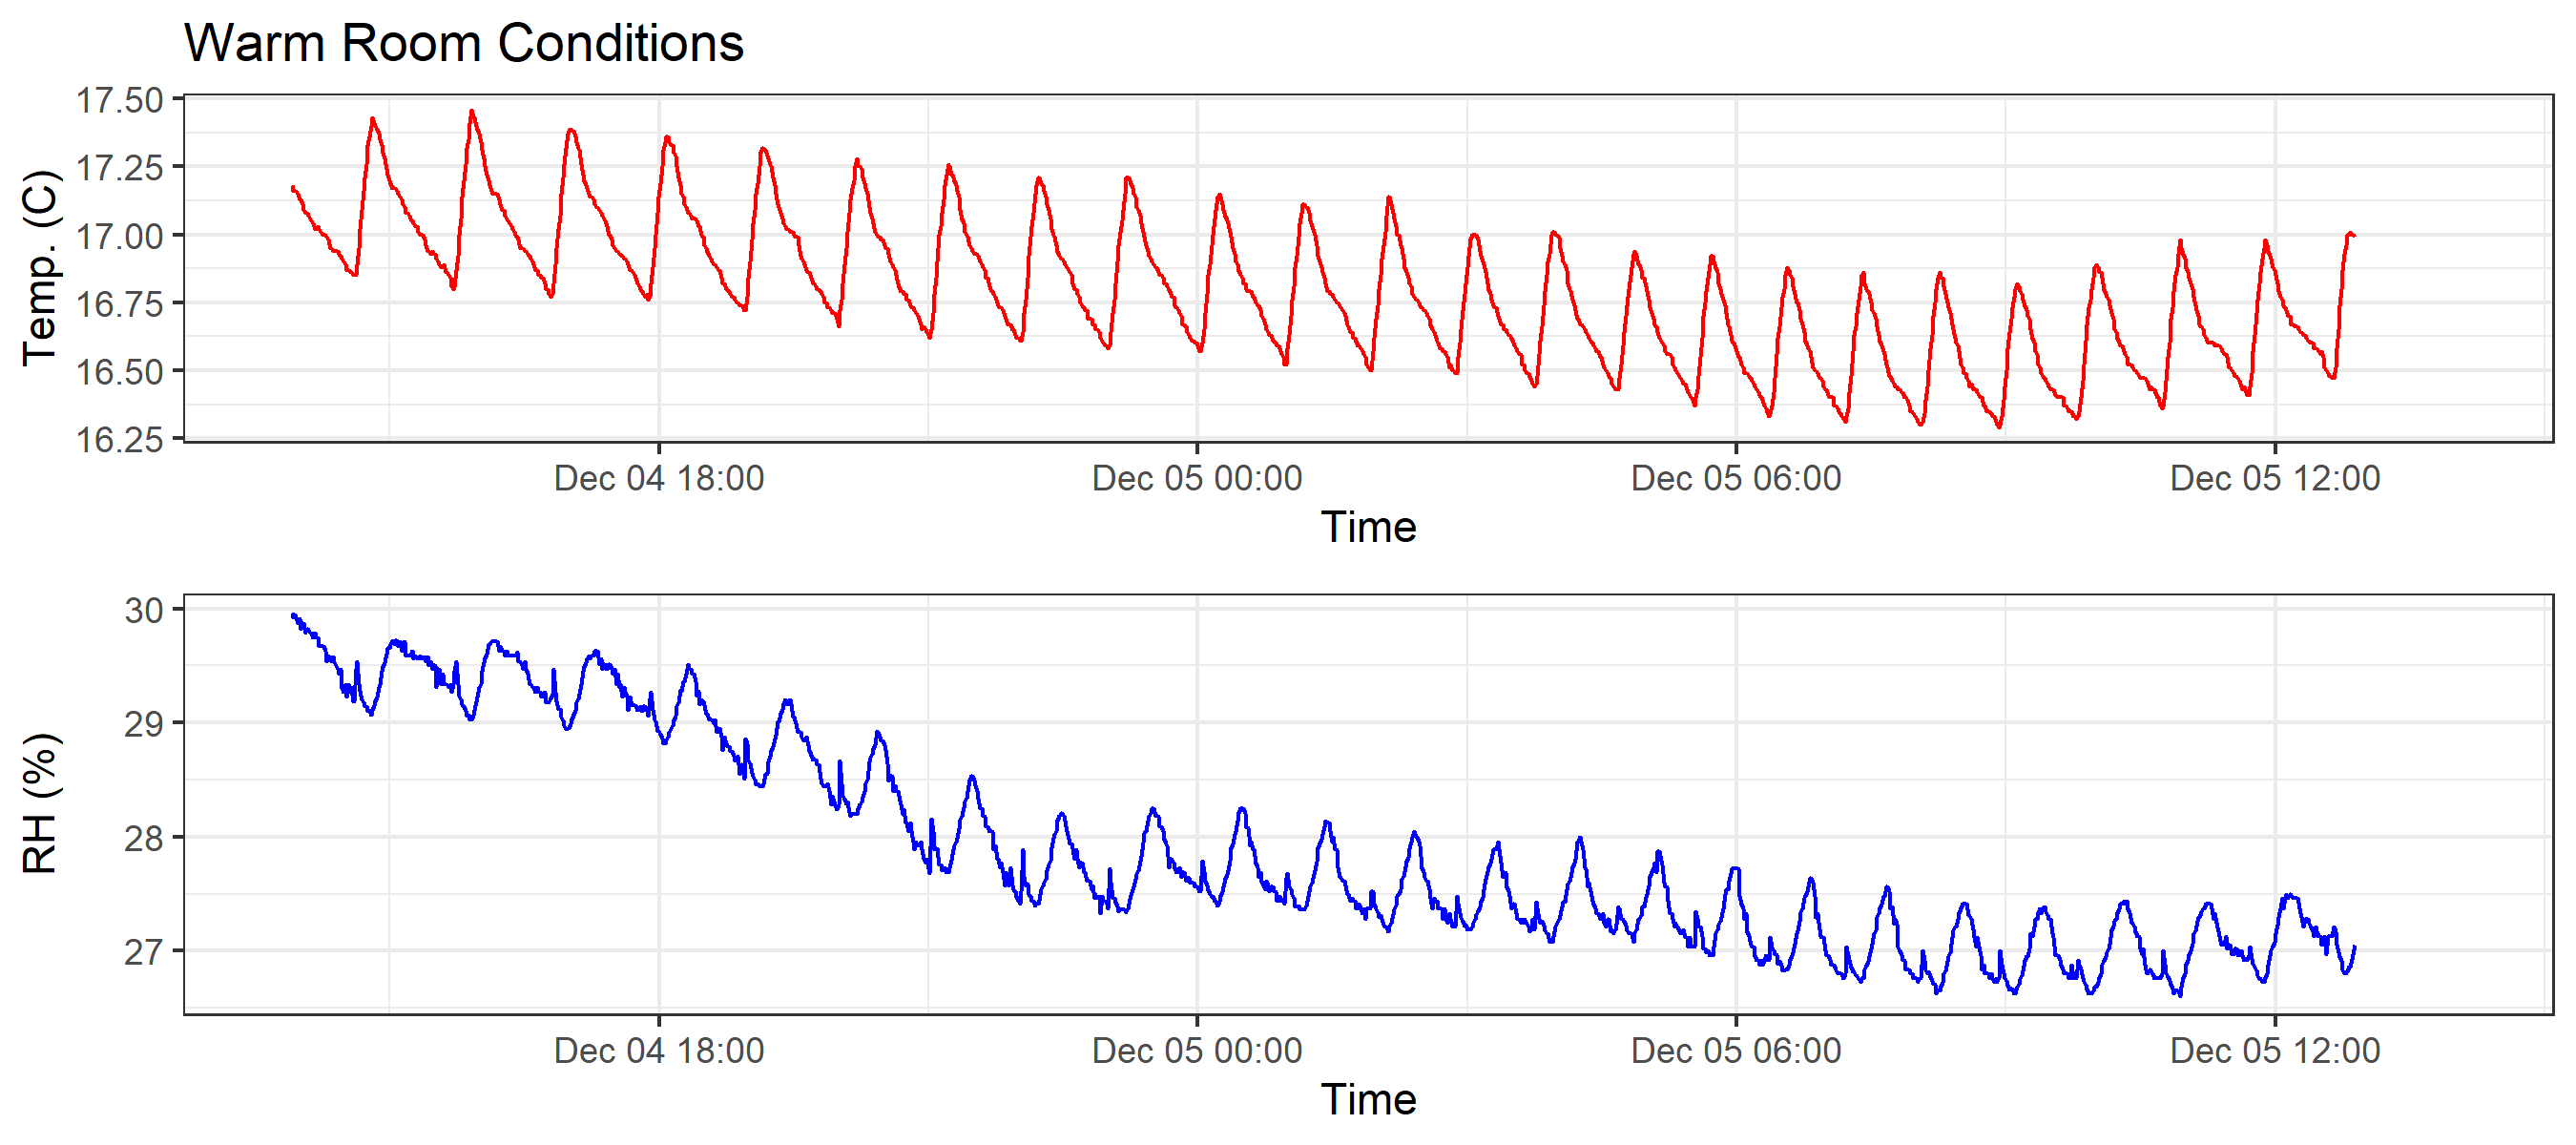 Warm Room Conditions
17.50
17.25
17.00
16.75
16.50
16.25
Temp. (C)
Dec 04 18:00 Dec 05 00:00 Dec 05 06:00 Dec 05 12:00
Time
30
29
28
27
RH (%)
Dec 04 18:00 Dec 05 00:00 Dec 05 06:00 Dec 05 12:00
Time